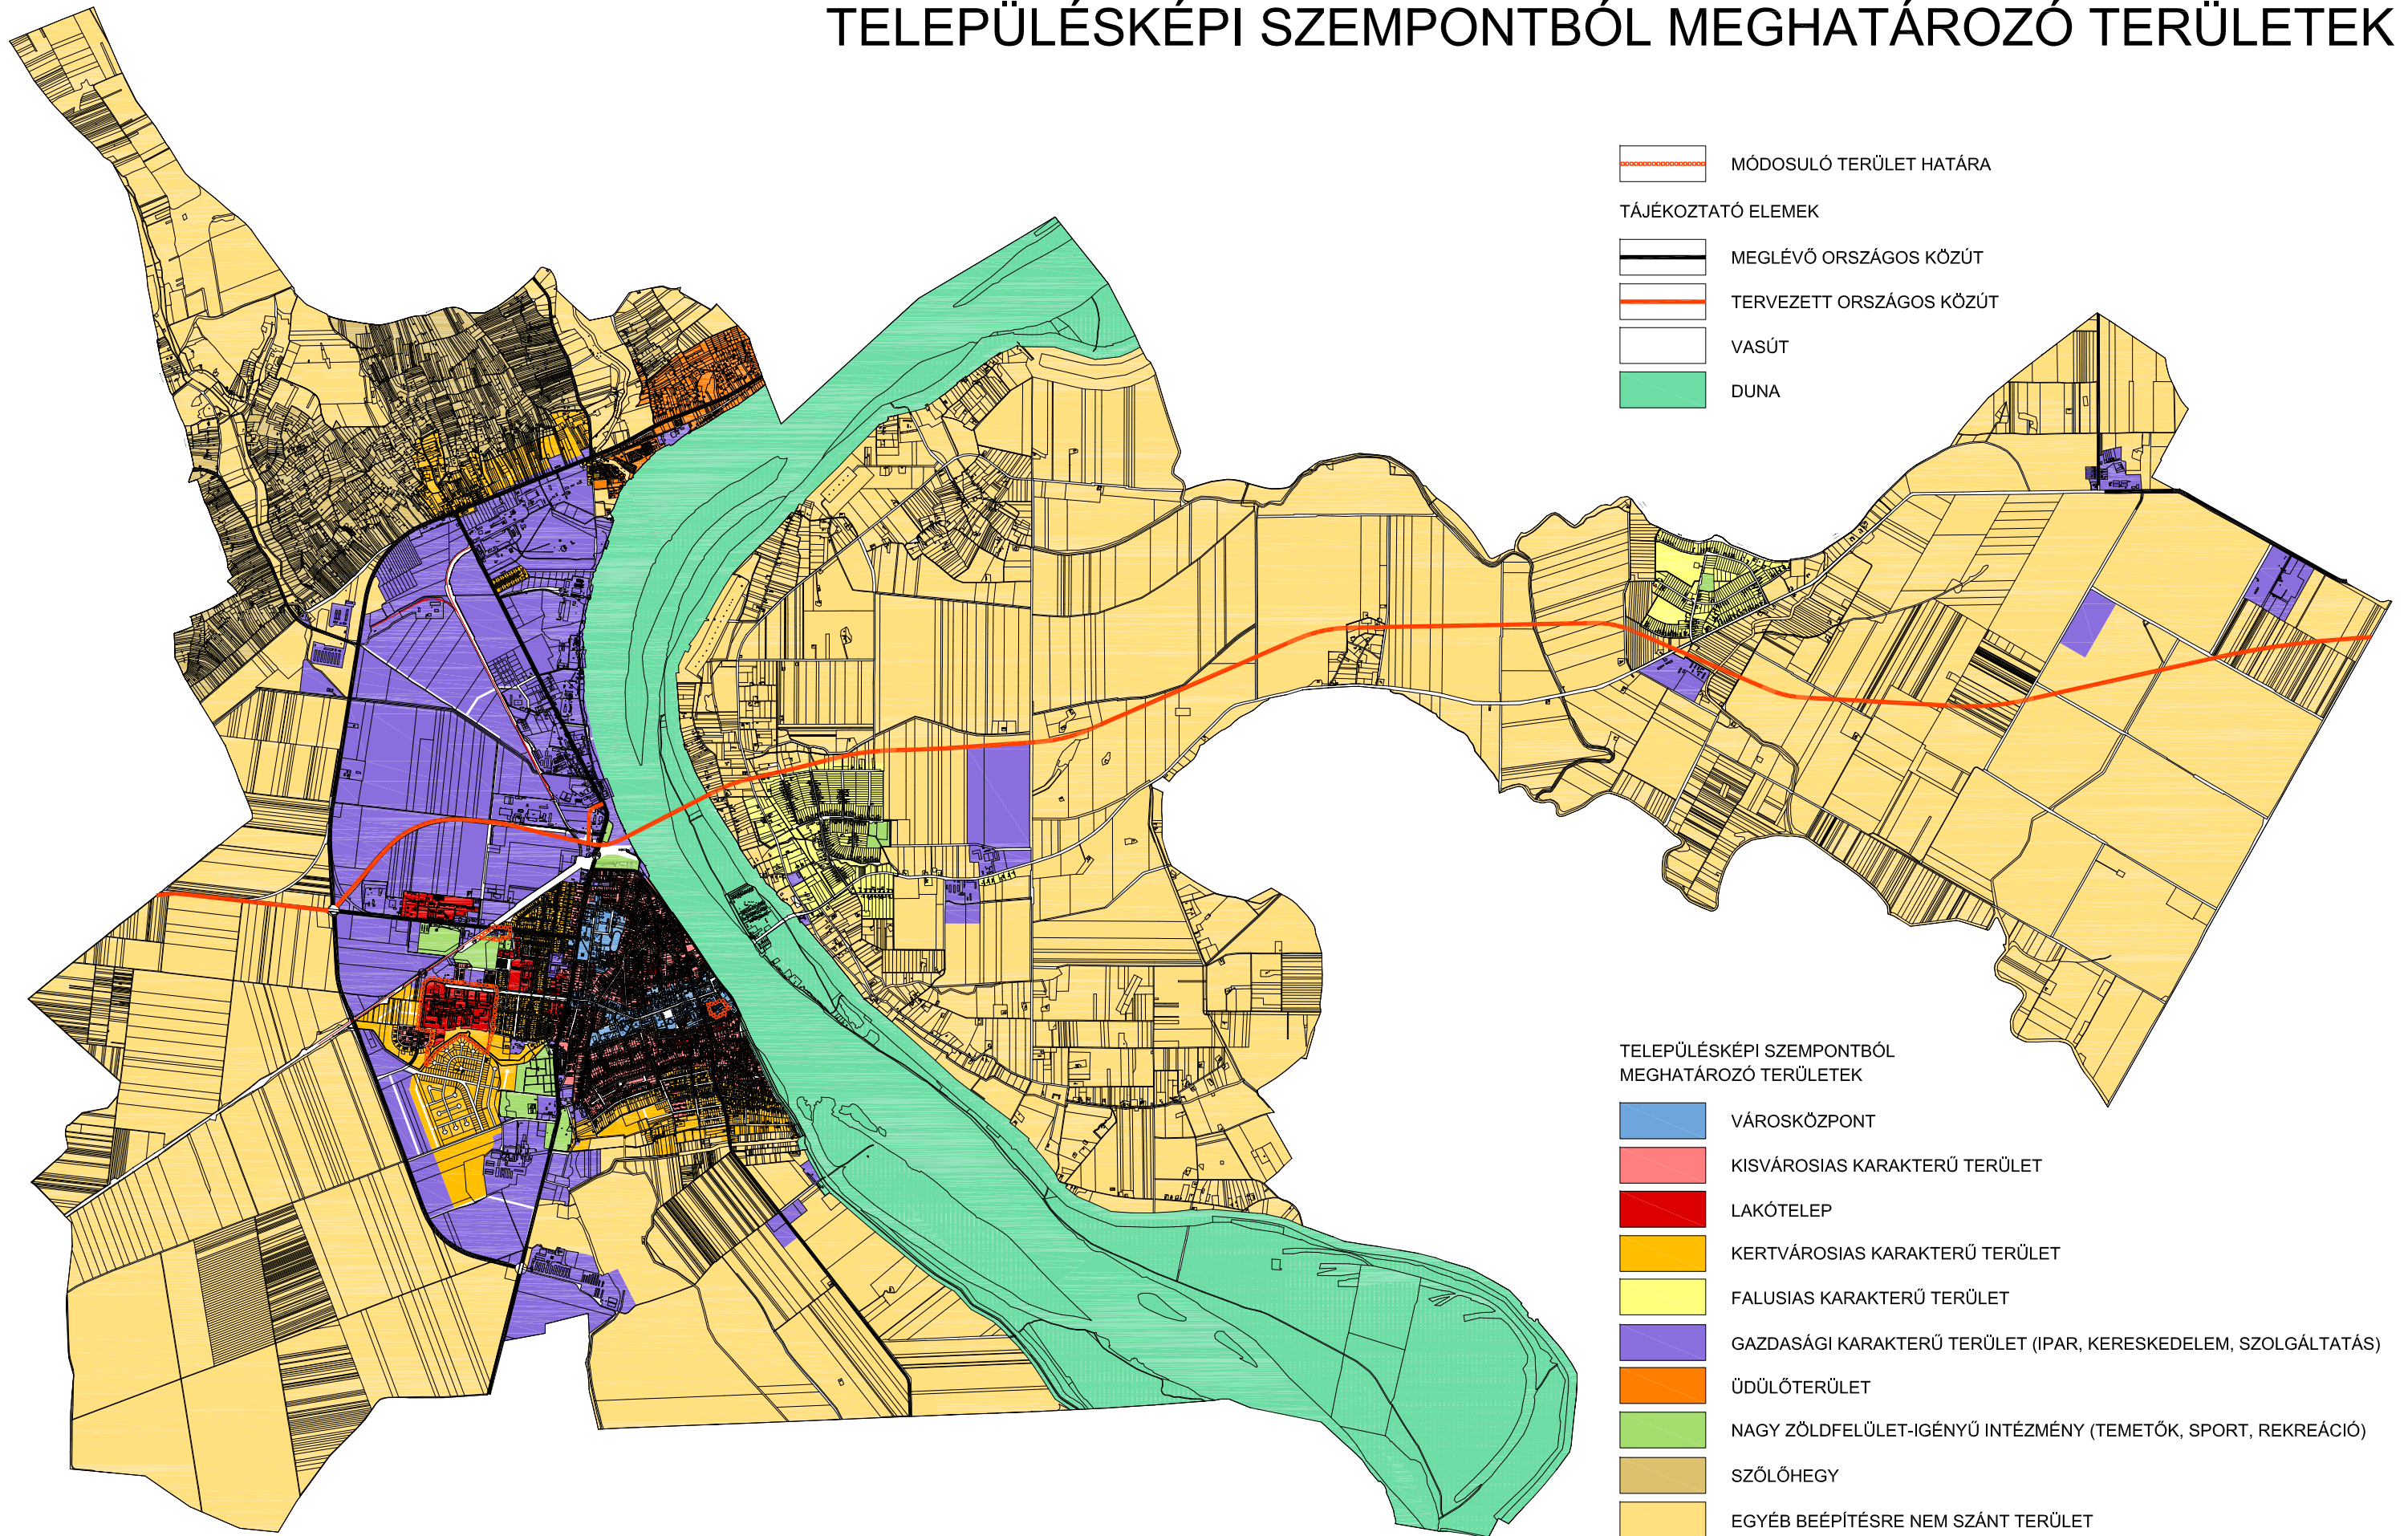 TELEPÜLÉSKÉPI SZEMPONTBÓL MEGHATÁROZÓ TERÜLETEK
MÓDOSULÓ TERÜLET HATÁRA
TÁJÉKOZTATÓ ELEMEK
MEGLÉVŐ ORSZÁGOS KÖZÚT
TERVEZETT ORSZÁGOS KÖZÚT
VASÚT
DUNA
TELEPÜLÉSKÉPI SZEMPONTBÓL
MEGHATÁROZÓ TERÜLETEK
VÁROSKÖZPONT
KISVÁROSIAS KARAKTERŰ TERÜLET
LAKÓTELEP
KERTVÁROSIAS KARAKTERŰ TERÜLET
FALUSIAS KARAKTERŰ TERÜLET
GAZDASÁGI KARAKTERŰ TERÜLET (IPAR, KERESKEDELEM, SZOLGÁLTATÁS)
ÜDÜLŐTERÜLET
NAGY ZÖLDFELÜLET-IGÉNYŰ INTÉZMÉNY (TEMETŐK, SPORT, REKREÁCIÓ)
SZŐLŐHEGY
EGYÉB BEÉPÍTÉSRE NEM SZÁNT TERÜLET